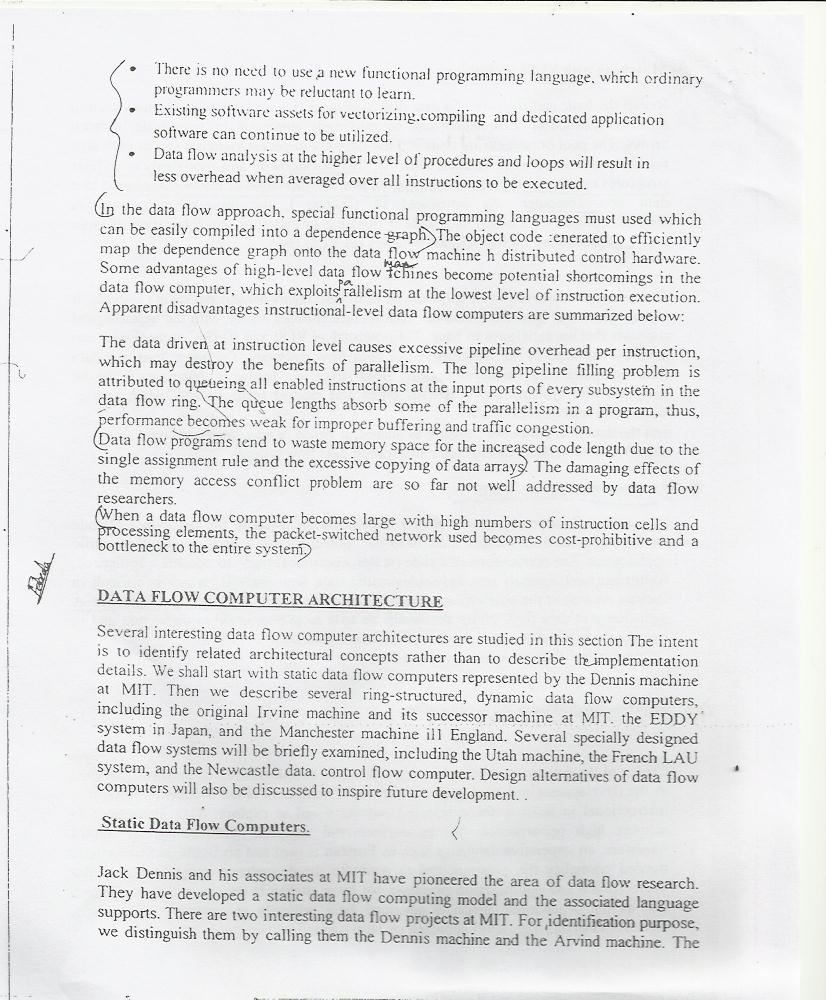 • There is no need to use a new functional programming language, which ordinary
programmers may be reluctant to learn.
• Existing software assets for vectorizing.compiling and dedicated application
software can continue to be utilized.
• Data flow analysis at the higher level of procedures and loops will result in
less overhead when averaged over all instructions to be executed.
(In the data flow approach, special functional programming languages must used which
can be easily compiled into a dependence graph.) The object code :enerated to efficiently
map the dependence graph onto the data flow machine h distributed control hardware.
Some advantages of high-level data flow machines become potential shortcomings in the
data flow computer, which exploits parallelism at the lowest level of instruction execution.
Apparent disadvantages instructional-level data flow computers are summarized below:
The data driven at instruction level causes excessive pipeline overhead per instruction,
which may destroy the benefits of parallelism. The long pipeline filling problem is
attributed to queueing all enabled instructions at the input ports of every subsystem in the
data flow ring. The queue lengths absorb some of the parallelism in a program, thus,
performance becomes weak for improper buffering and traffic congestion.
(Data flow programs tend to waste memory space for the increased code length due to the
single assignment rule and the excessive copying of data arrays) The damaging effects of
the memory access conflict problem are so far not well addressed by data flow
researchers.
(When a data flow computer becomes large with high numbers of instruction cells and
processing elements, the packet-switched network used becomes cost-prohibitive and a
bottleneck to the entire system.)
DATA FLOW COMPUTER ARCHITECTURE
Several interesting data flow computer architectures are studied in this section The intent
is to identify related architectural concepts rather than to describe the implementation
details. We shall start with static data flow computers represented by the Dennis machine
at MIT. Then we describe several ring-structured, dynamic data flow computers,
including the original Irvine machine and its successor machine at MIT. the EDDY
system in Japan, and the Manchester machine ill England. Several specially designed
data flow systems will be briefly examined, including the Utah machine, the French LAU
system, and the Newcastle data. control flow computer. Design alternatives of data flow
computers will also be discussed to inspire future development. .
Static Data Flow Computers.
Jack Dennis and his associates at MIT have pioneered the area of data flow research.
They have developed a static data flow computing model and the associated language
supports. There are two interesting data flow projects at MIT. For identification purpose,
we distinguish them by calling them the Dennis machine and the Arvind machine. The